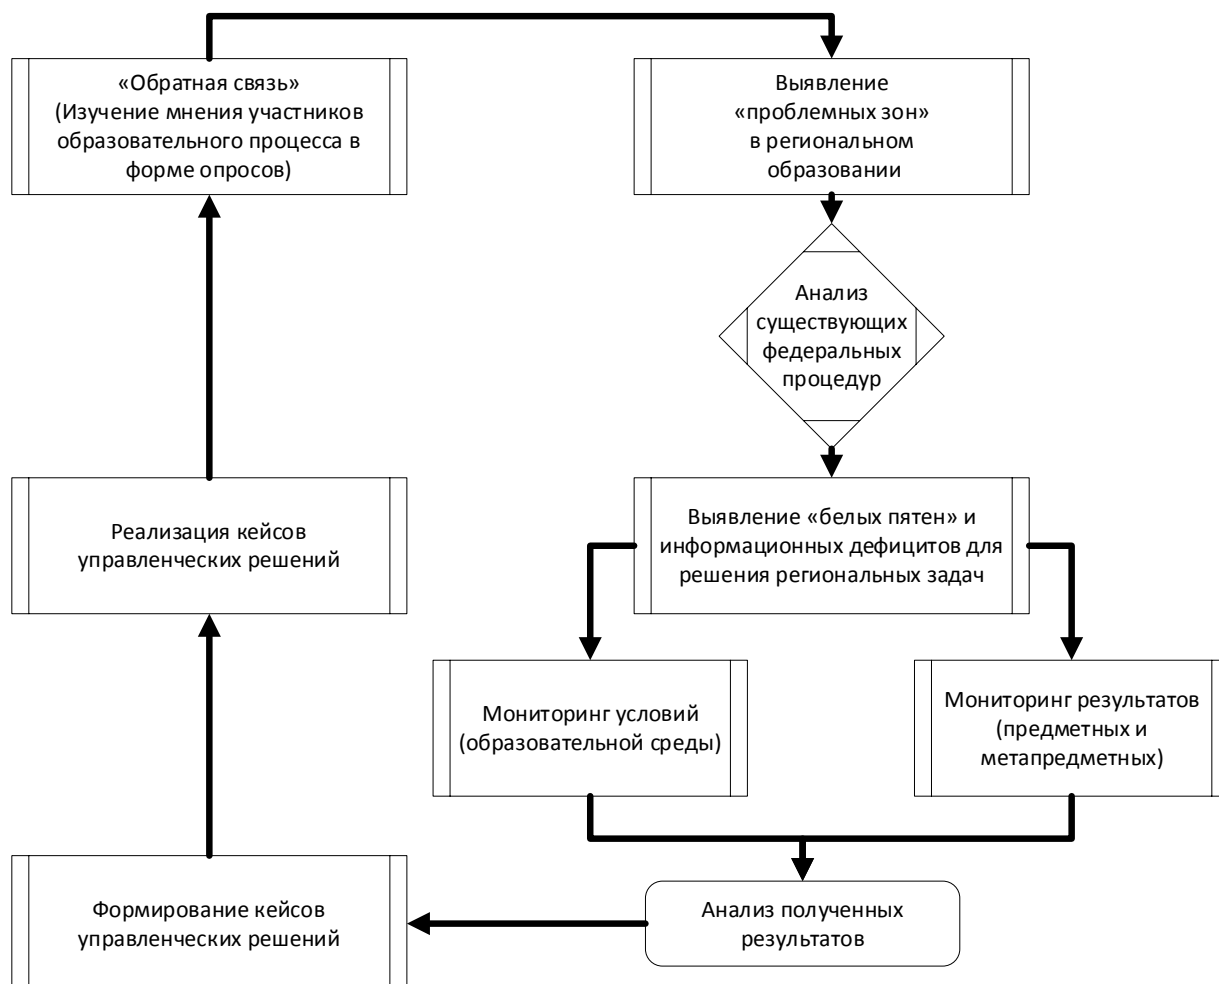 «Обратная связь»
(Изучение мнения участников
образовательного процесса в
форме опросов)
Выявление
«проблемных зон»
в региональном
образовании
Анализ
существующих
федеральных
процедур
Выявление «белых пятен» и
информационных дефицитов для
решения региональных задач
Реализация кейсов
управленческих решений
Мониторинг условий
(образовательной среды)
Мониторинг результатов
(предметных и
метапредметных)
Анализ полученных
результатов
Формирование кейсов
управленческих решений